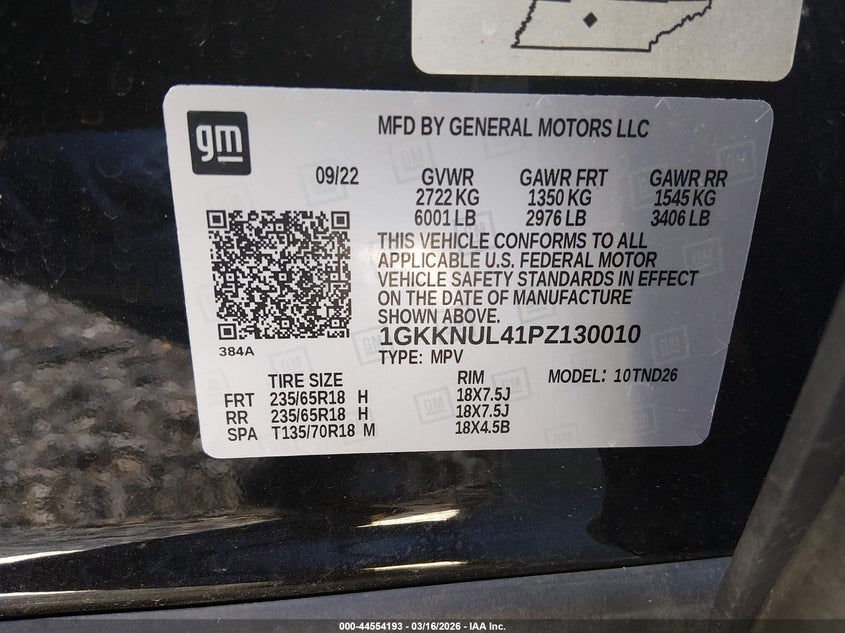 gm
MFD BY GENERAL MOTORS LLC
09/22 GVWR GAWR FRT GAWR RR
2722 KG 1350 KG 1545 KG
6001 LB 2976 LB 3406 LB
THIS VEHICLE CONFORMS TO ALL
APPLICABLE U.S. FEDERAL MOTOR
VEHICLE SAFETY STANDARDS IN EFFECT
ON THE DATE OF MANUFACTURE
SHOWN ABOVE.
384A
1GKKNUL41PZ130010
TYPE: MPV
TIRE SIZE RIM MODEL: 10TND26
FRT 235/65R18 H 18X7.5J
RR 235/65R18 H 18X7.5J
SPA T135/70R18 M 18X4.5B
000-44554193 - 03/16/2026 - IAA Inc.